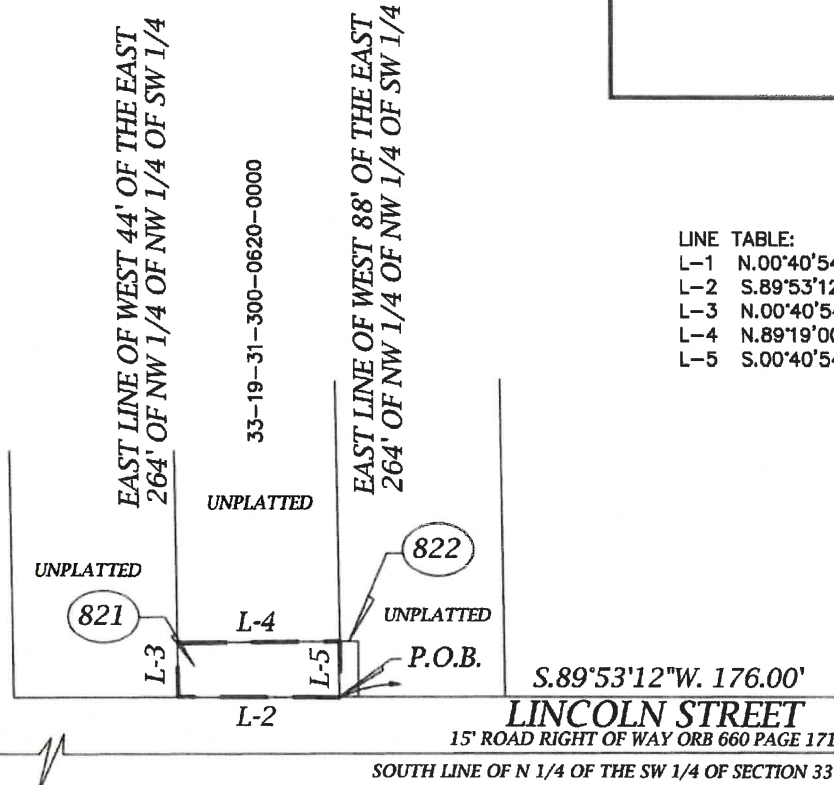 EAST LINE OF WEST 44' OF THE EAST
264' OF NW 1/4 OF NW 1/4 OF SW 1/4
33-19-31-300-0620-0000
EAST LINE OF WEST 88' OF THE EAST
264' OF NW 1/4 OF NW 1/4 OF SW 1/4
LINE TABLE:
L-1 N.00°40'54
L-2 S.89°53'12
L-3 N.00°40'54
L-4 N.89°19'00
L-5 S.00°40'54
UNPLATTED
822
UNPLATTED
821
L-4
UNPLATTED
L-3
L-5
P.O.B.
L-2
S.89°53'12"W. 176.00'
LINCOLN STREET
15' ROAD RIGHT OF WAY ORB 660 PAGE 171
SOUTH LINE OF N 1/4 OF THE SW 1/4 OF SECTION 33